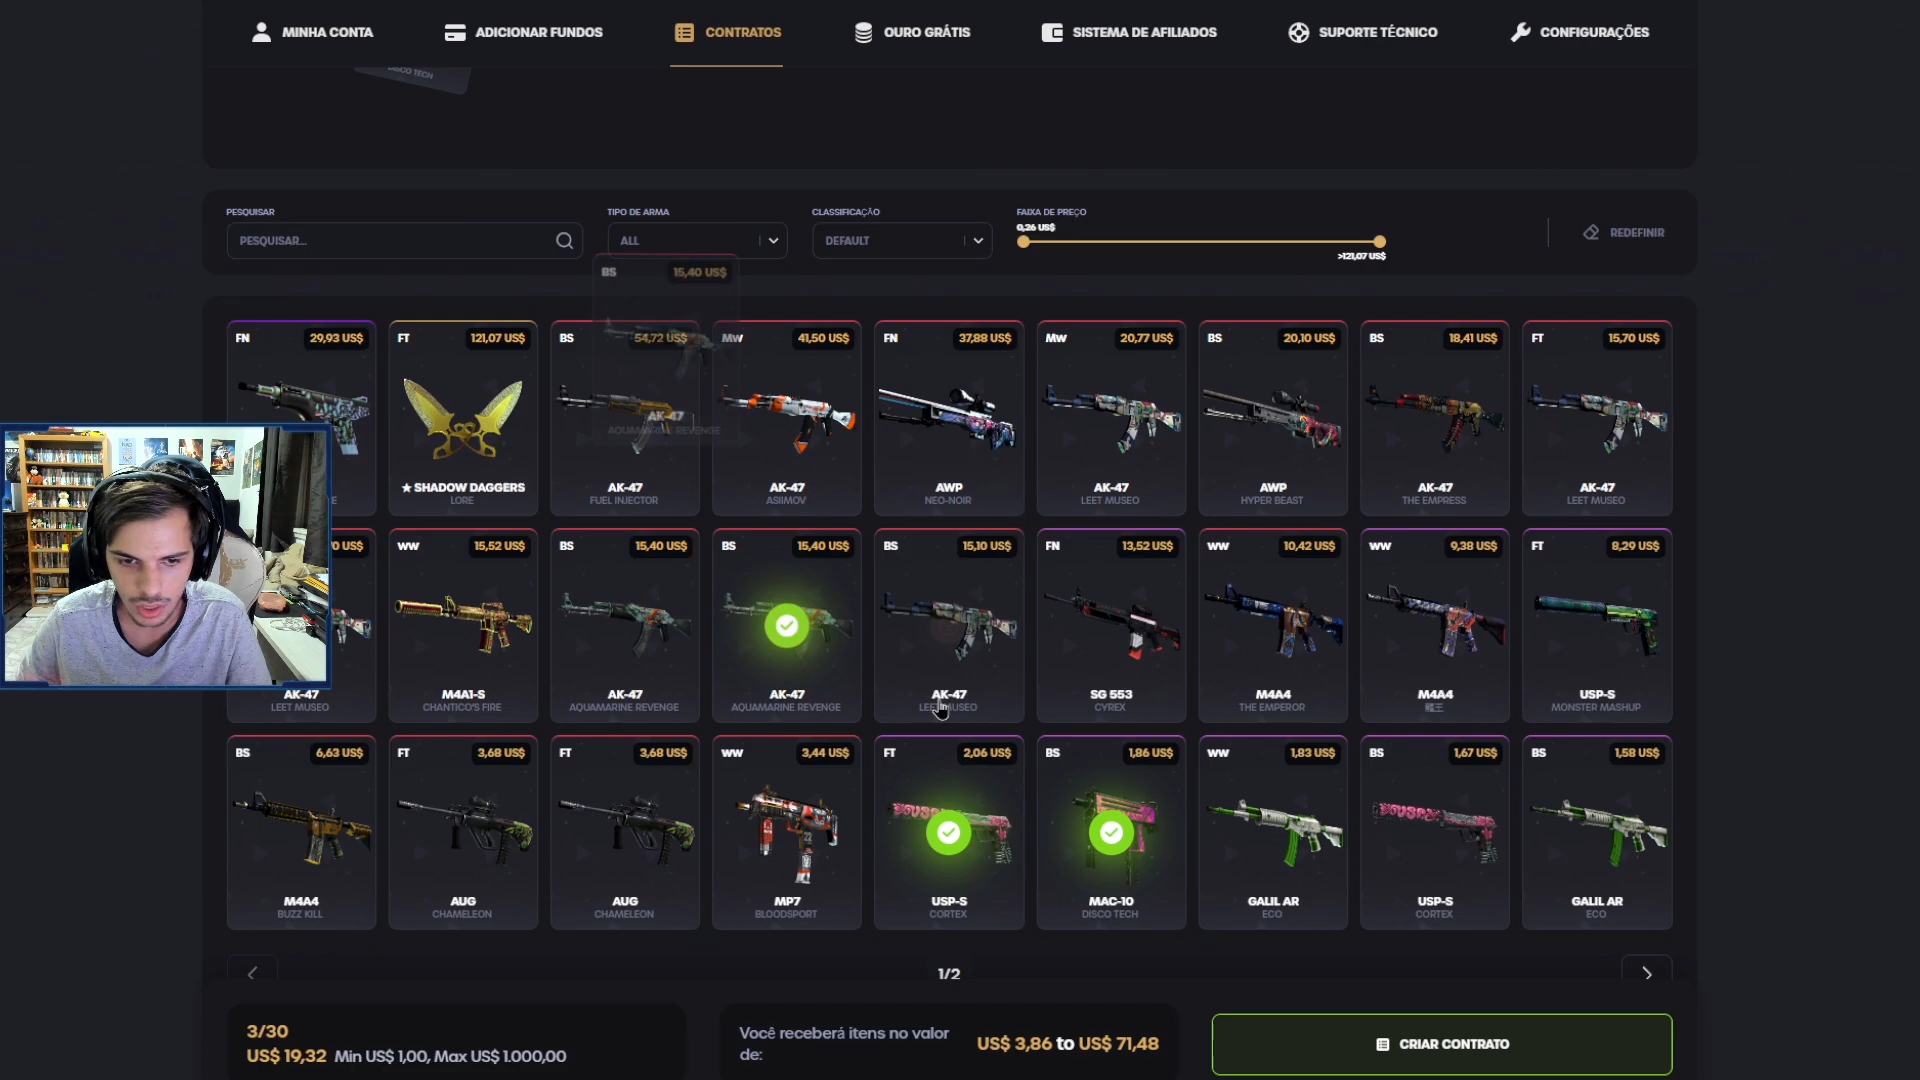 MINHA CONTA
ADICIONAR FUNDOS
CONTRATOS
OURO GRÁTIS
SISTEMA DE AFILIADOS
SUPORTE TÉCNICO
CONFIGURAÇÕES
DISCO TECH
PESQUISAR
TIPO DE ARMA
CLASSIFICAÇÃO
FAIXA DE PREÇO
0,26 US$
PESQUISAR...
ALL
DEFAULT
REDEFINIR
>121,07 US$
BS 15,40 US$
AK-47
AQUAMARINE REVENGE
FN 29,93 US$
FT 121,07 US$
BS 54,72 US$
MW 41,50 US$
FN 37,88 US$
MW 20,77 US$
BS 20,10 US$
BS 18,41 US$
FT 15,70 US$
★ SHADOW DAGGERS
AK-47
AK-47
AWP
AK-47
AWP
AK-47
AK-47
LORE
FUEL INJECTOR
ASIIMOV
NEO-NOIR
LEET MUSEO
HYPER BEAST
THE EMPRESS
LEET MUSEO
0 US$
WW 15,52 US$
BS 15,40 US$
BS 15,40 US$
BS 15,10 US$
FN 13,52 US$
WW 10,42 US$
WW 9,38 US$
FT 8,29 US$
AK-47
M4A1-S
AK-47
AK-47
AK-47
SG 553
M4A4
M4A4
USP-S
LEET MUSEO
CHANTICO'S FIRE
AQUAMARINE REVENGE
AQUAMARINE REVENGE
LEET MUSEO
CYREX
THE EMPEROR
龍王
MONSTER MASHUP
BS 6,63 US$
FT 3,68 US$
FT 3,68 US$
WW 3,44 US$
FT 2,06 US$
BS 1,86 US$
WW 1,83 US$
BS 1,67 US$
BS 1,58 US$
M4A4
AUG
AUG
MP7
USP-S
MAC-10
GALIL AR
USP-S
GALIL AR
BUZZ KILL
CHAMELEON
CHAMELEON
BLOODSPORT
CORTEX
DISCO TECH
ECO
CORTEX
ECO
1/2
3/30
US$ 19,32 Min US$ 1,00, Max US$ 1.000,00
Você receberá itens no valor
de:
US$ 3,86 to US$ 71,48
CRIAR CONTRATO